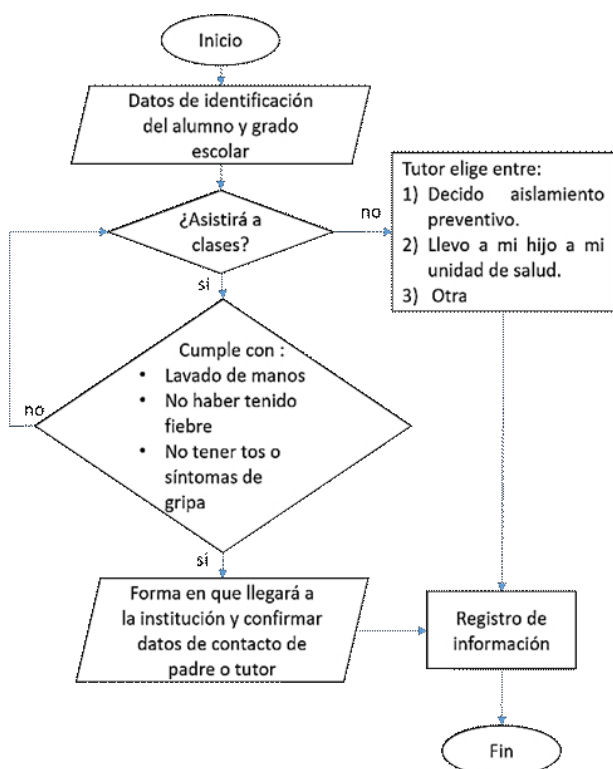 Inicio
Datos de identificación
del alumno y grado
escolar
¿Asistirá a
clases?
no
Tutor elige entre:
1) Decido aislamiento
preventivo.
2) Llevo a mi hijo a mi
unidad de salud.
3) Otra
sí
Cumple con :
• Lavado de manos
• No haber tenido
fiebre
• No tener tos o
síntomas de
gripa
no
sí
Forma en que llegará a
la institución y confirmar
datos de contacto de
padre o tutor
Registro de
información
Fin